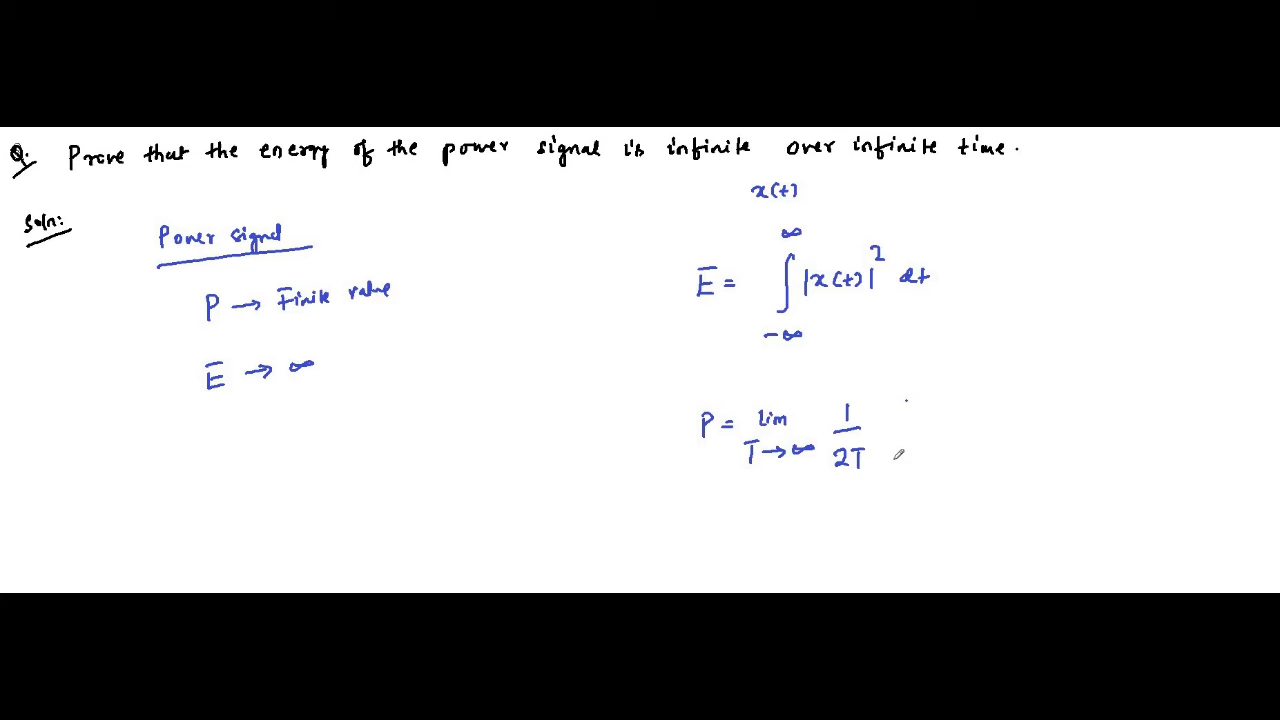 Q. Prove that the energy of the power signal is infinite over infinite time.
Soln:
Power signal
P → Finite value
E → ∞
x(t)
E = ∫_{-∞}^{∞} |x(t)|² dt
P = lim_{T→∞} 1/2T